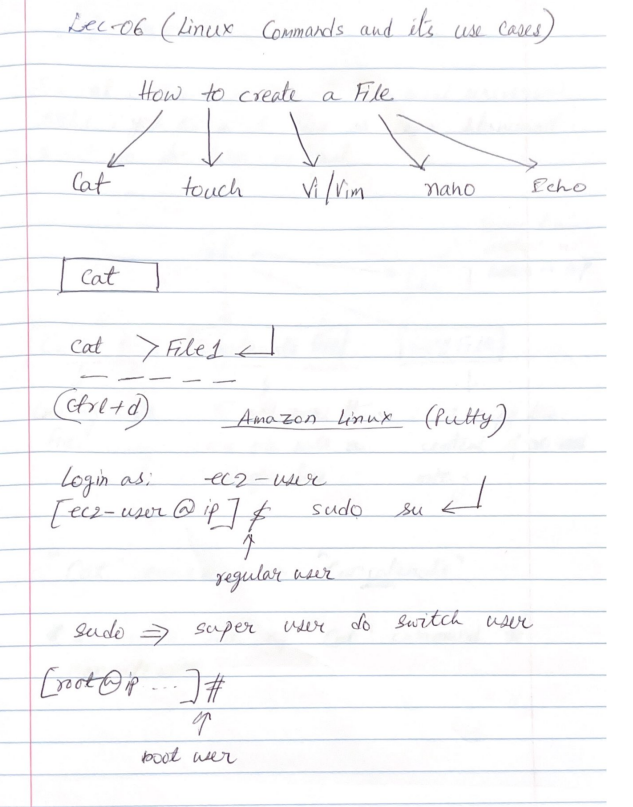 Lec-06 (Linux Commands and its use cases)
How to create a File
Cat touch Vi/Vim nano Echo
Cat
Cat > File1 ↵
— — — — —
(Ctrl+d) Amazon Linux (Putty)
Login as: ec2-user
[ec2-user @ ip] $ sudo su ↵
regular user
sudo ⇒ super user do switch user
[root@ip ...]#
root user